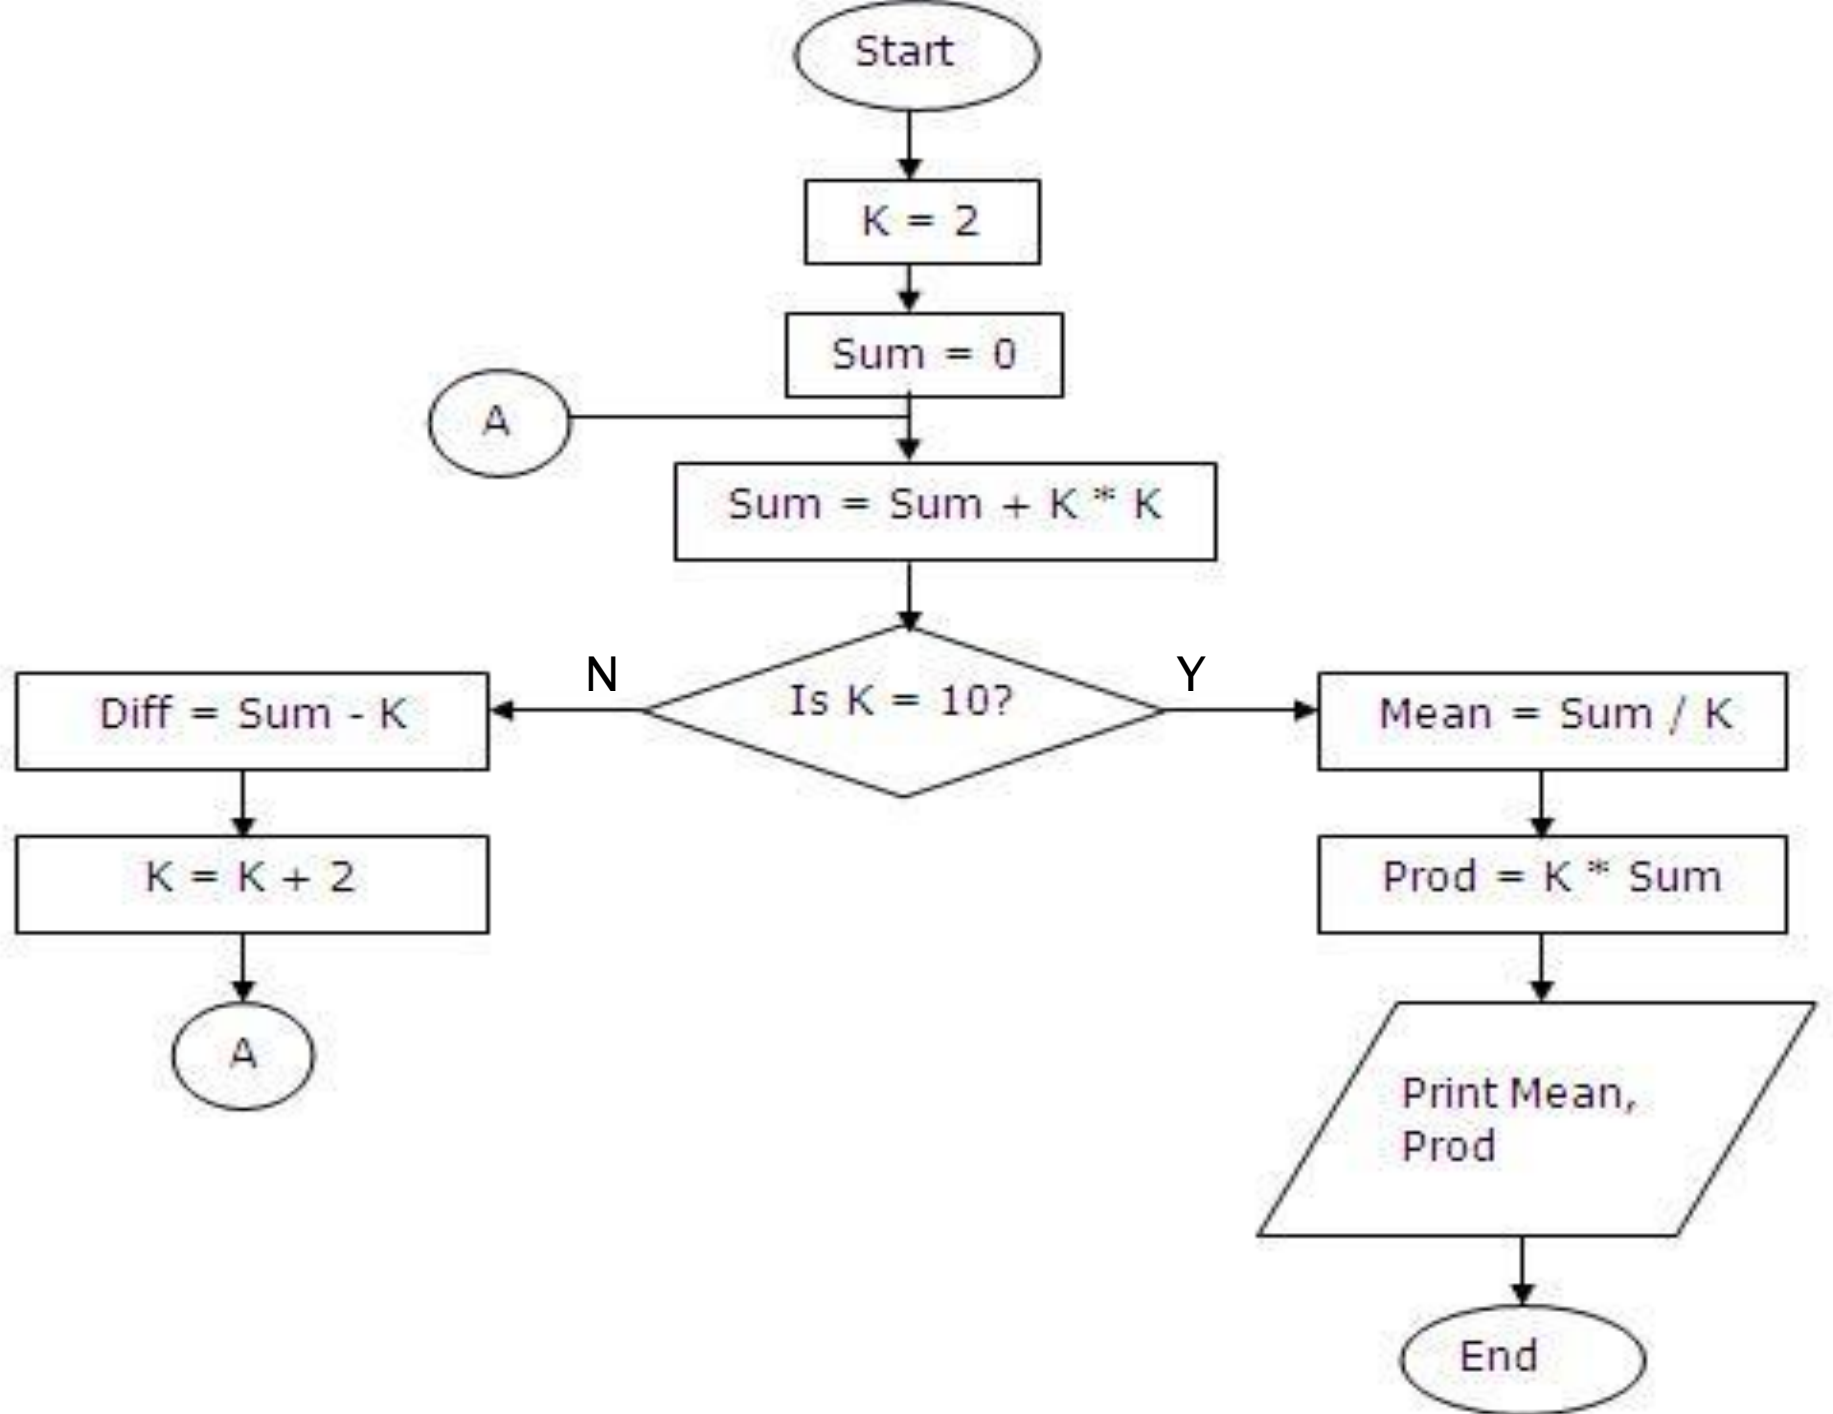 Start
K = 2
Sum = 0
A
Sum = Sum + K * K
N
Is K = 10?
Y
Diff = Sum - K
Mean = Sum / K
K = K + 2
Prod = K * Sum
A
Print Mean,
Prod
End